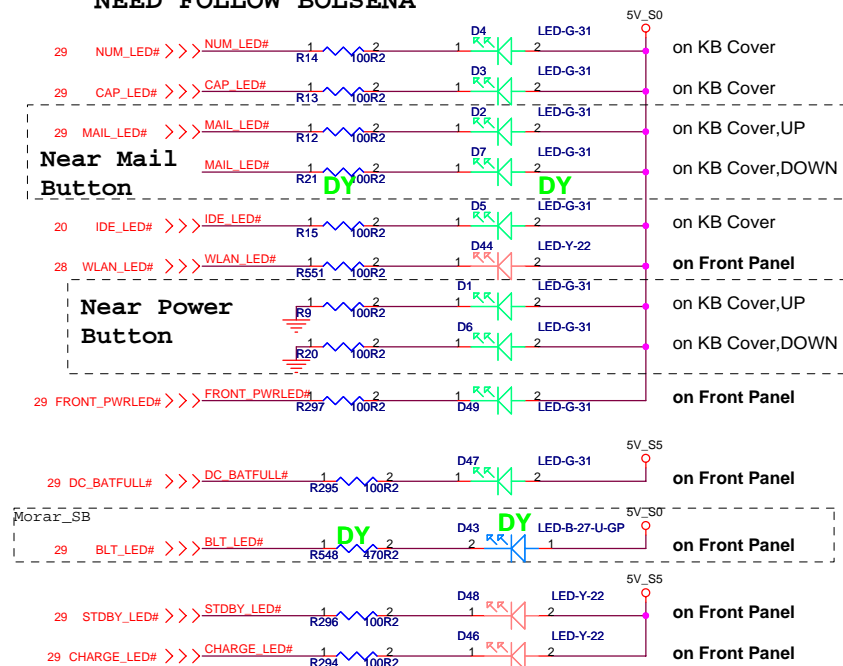 NEED FOLLOW BOLSENA
5V_S0
D4 LED-G-31
29 NUM_LED# NUM_LED# 1 2 1 2 on KB Cover
R14 100R2
D3 LED-G-31
29 CAP_LED# CAP_LED# 1 2 1 2 on KB Cover
R13 100R2
D2 LED-G-31
29 MAIL_LED# MAIL_LED# 1 2 1 2 on KB Cover,UP
R12 100R2
Near Mail
Button
D7 LED-G-31
MAIL_LED# 1 2 1 2 on KB Cover,DOWN
R21 100R2
DY DY
D5 LED-G-31
20 IDE_LED# IDE_LED# 1 2 1 2 on KB Cover
R15 100R2
D44 LED-Y-22
28 WLAN_LED# WLAN_LED# 1 2 1 2 on Front Panel
R551 100R2
Near Power
Button
D1 LED-G-31
1 2 1 2 on KB Cover,UP
R9 100R2
D6 LED-G-31
1 2 1 2 on KB Cover,DOWN
R20 100R2
29 FRONT_PWRLED# FRONT_PWRLED# 1 2 1 2 on Front Panel
R297 100R2 D49 LED-G-31
5V_S5
D47 LED-G-31
29 DC_BATFULL# DC_BATFULL# 1 2 1 2 on Front Panel
R295 100R2
Morar_SB
5V_S0
DY D43 DY LED-B-27-U-GP
29 BLT_LED# BLT_LED# 1 2 2 1 on Front Panel
R548 470R2
5V_S5
D48 LED-Y-22
29 STDBY_LED# STDBY_LED# 1 2 1 2 on Front Panel
R296 100R2
D46 LED-Y-22
29 CHARGE_LED# CHARGE_LED# 1 2 1 2 on Front Panel
R294 100R2